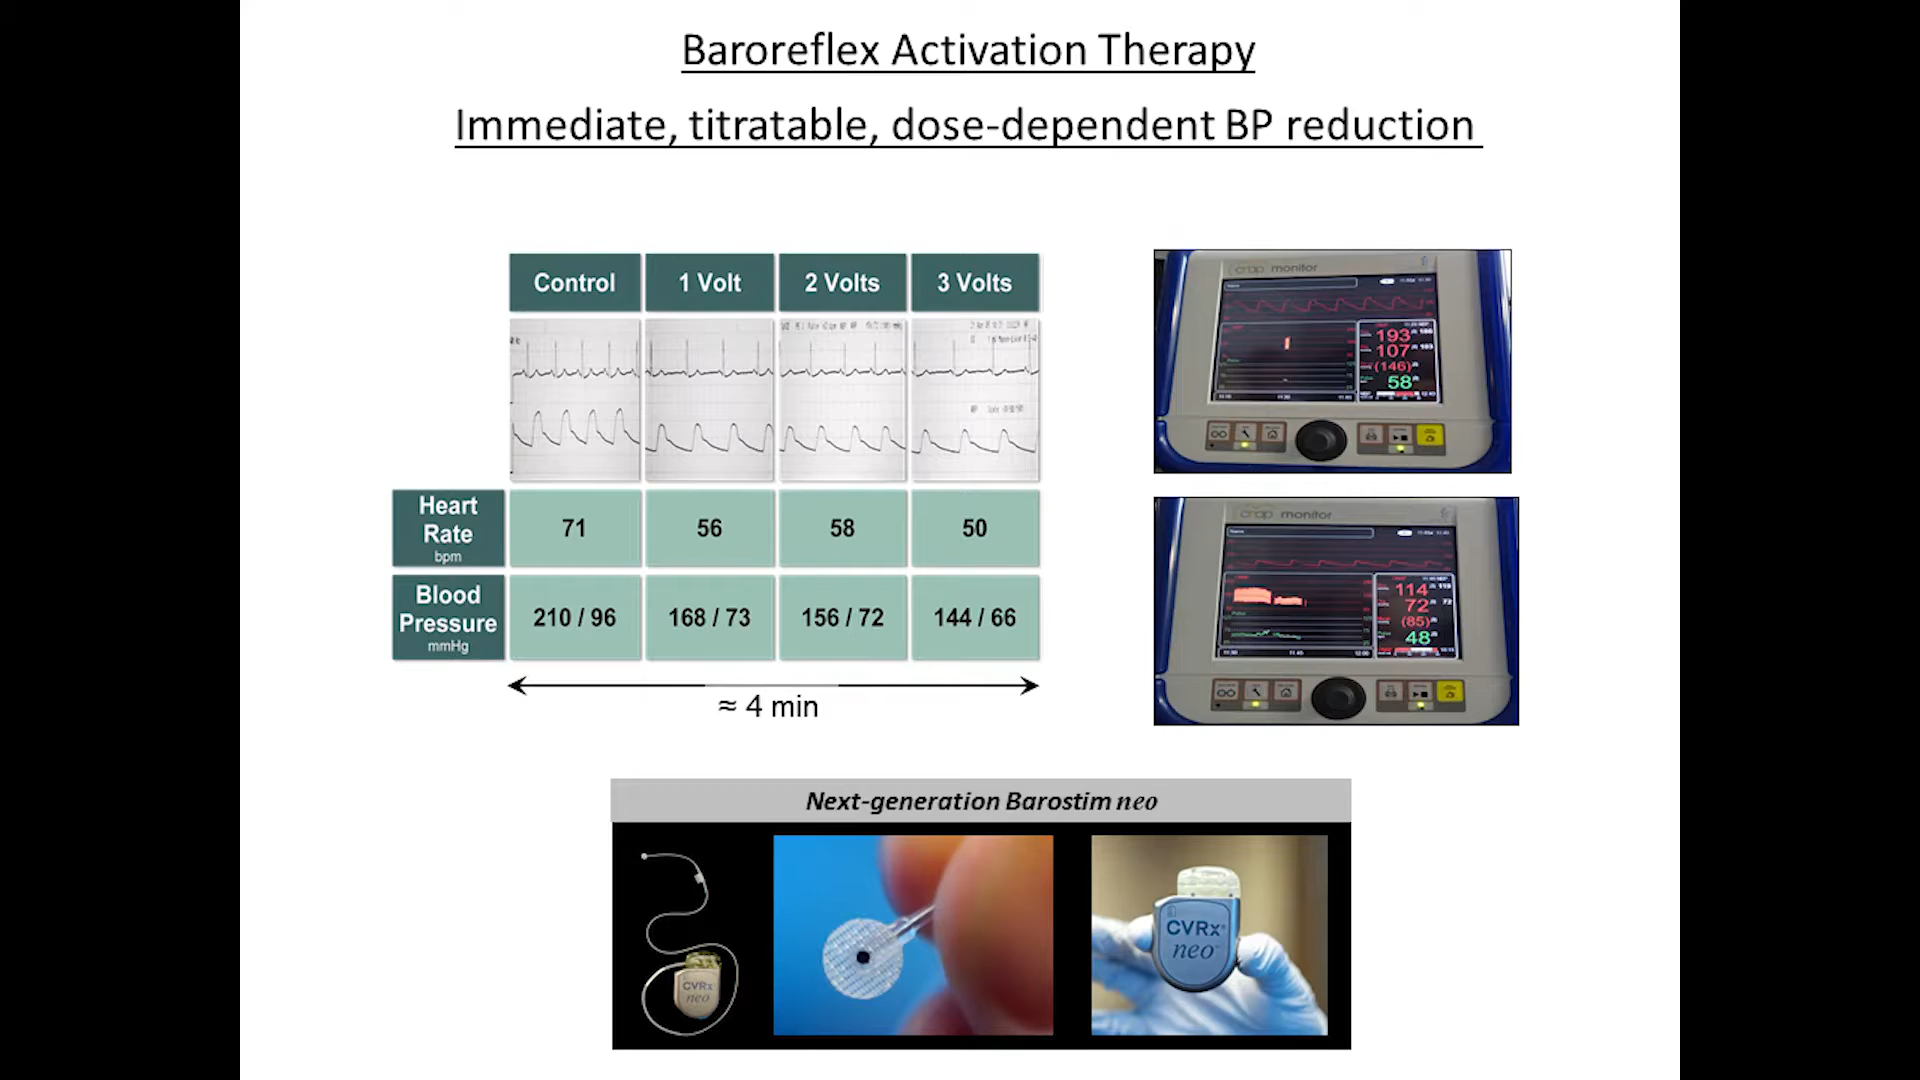 Baroreflex Activation Therapy
Immediate, titratable, dose-dependent BP reduction
Control 1 Volt 2 Volts 3 Volts
Heart Rate bpm 71 56 58 50
Blood Pressure mmHg 210 / 96 168 / 73 156 / 72 144 / 66
≈ 4 min
monitor
193
107
(146)
58
monitor
114
72
(85)
48
Next-generation Barostim neo
CVRx
neo
CVRx
neo